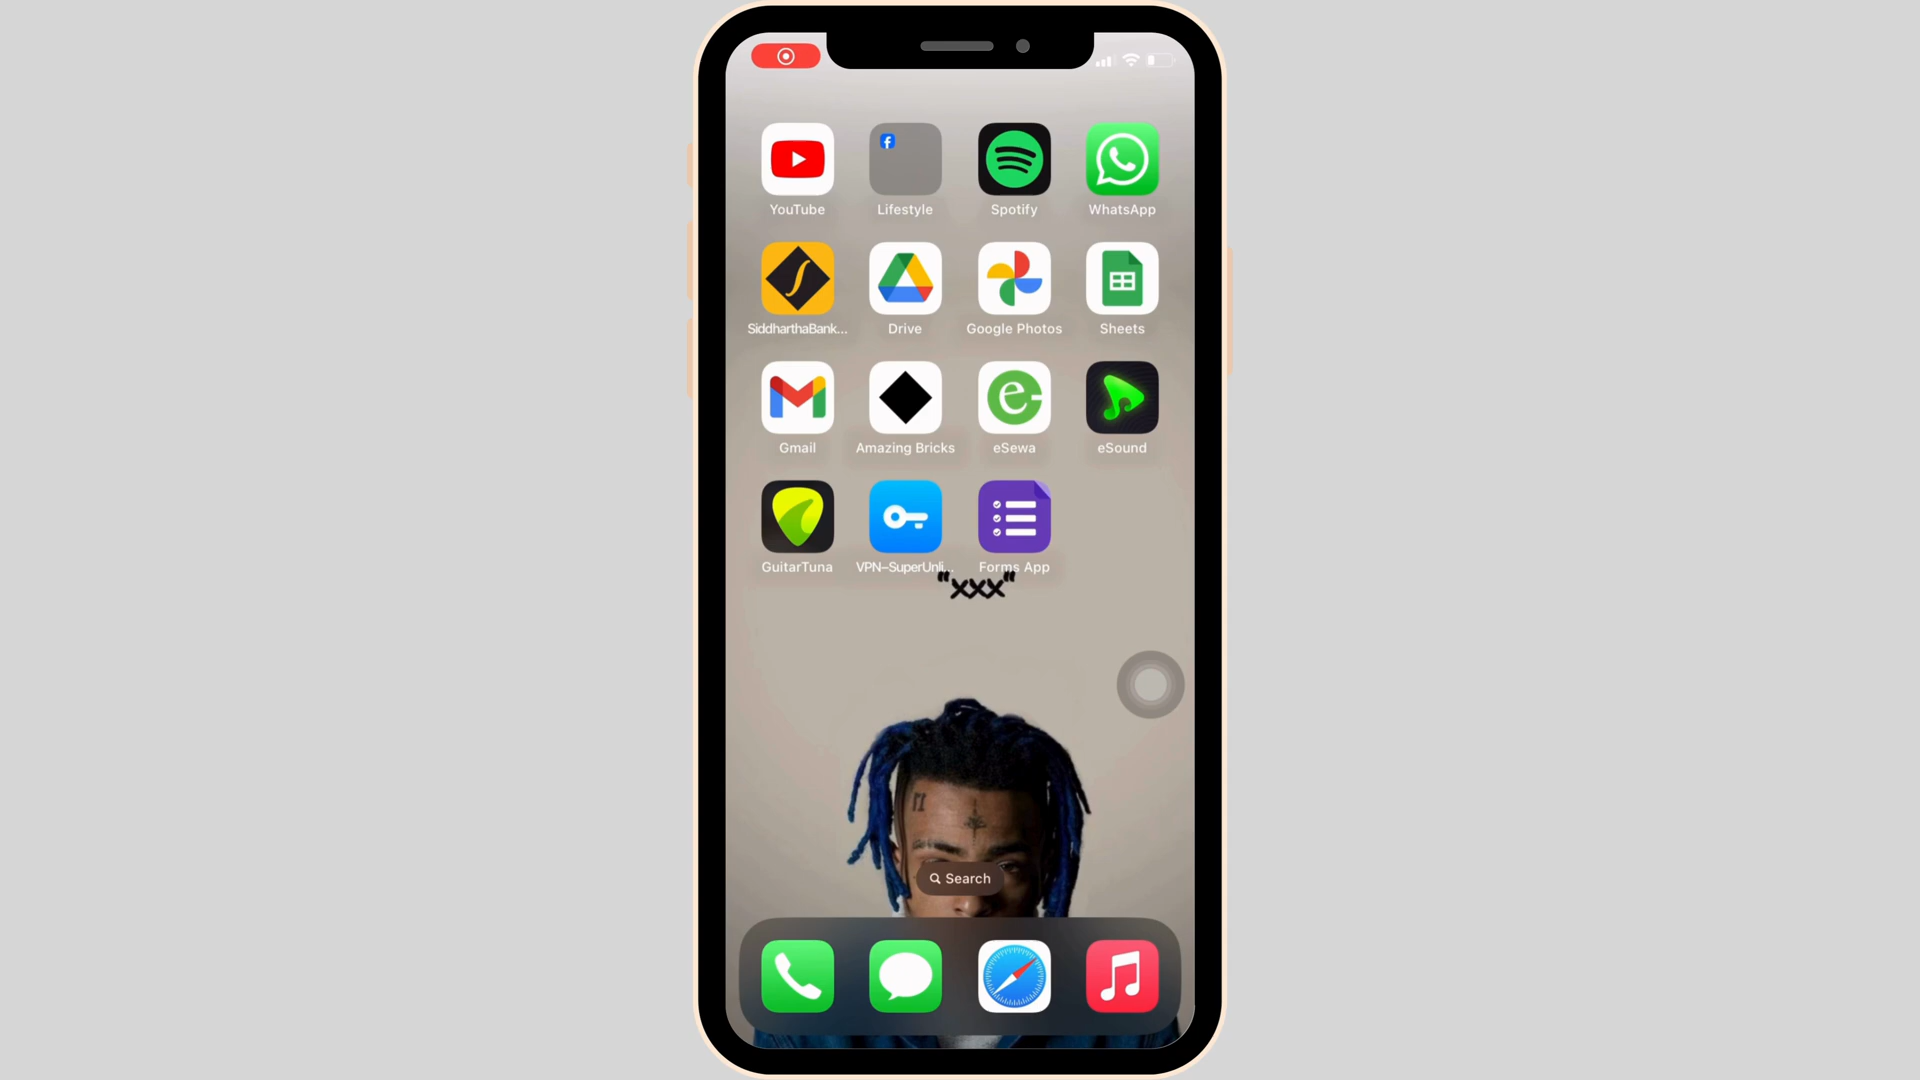 YouTube
Lifestyle
Spotify
WhatsApp
SiddharthaBank...
Drive
Google Photos
Sheets
Gmail
Amazing Bricks
eSewa
eSound
GuitarTuna
VPN–SuperUnli...
Forms App
"xxx"
Search